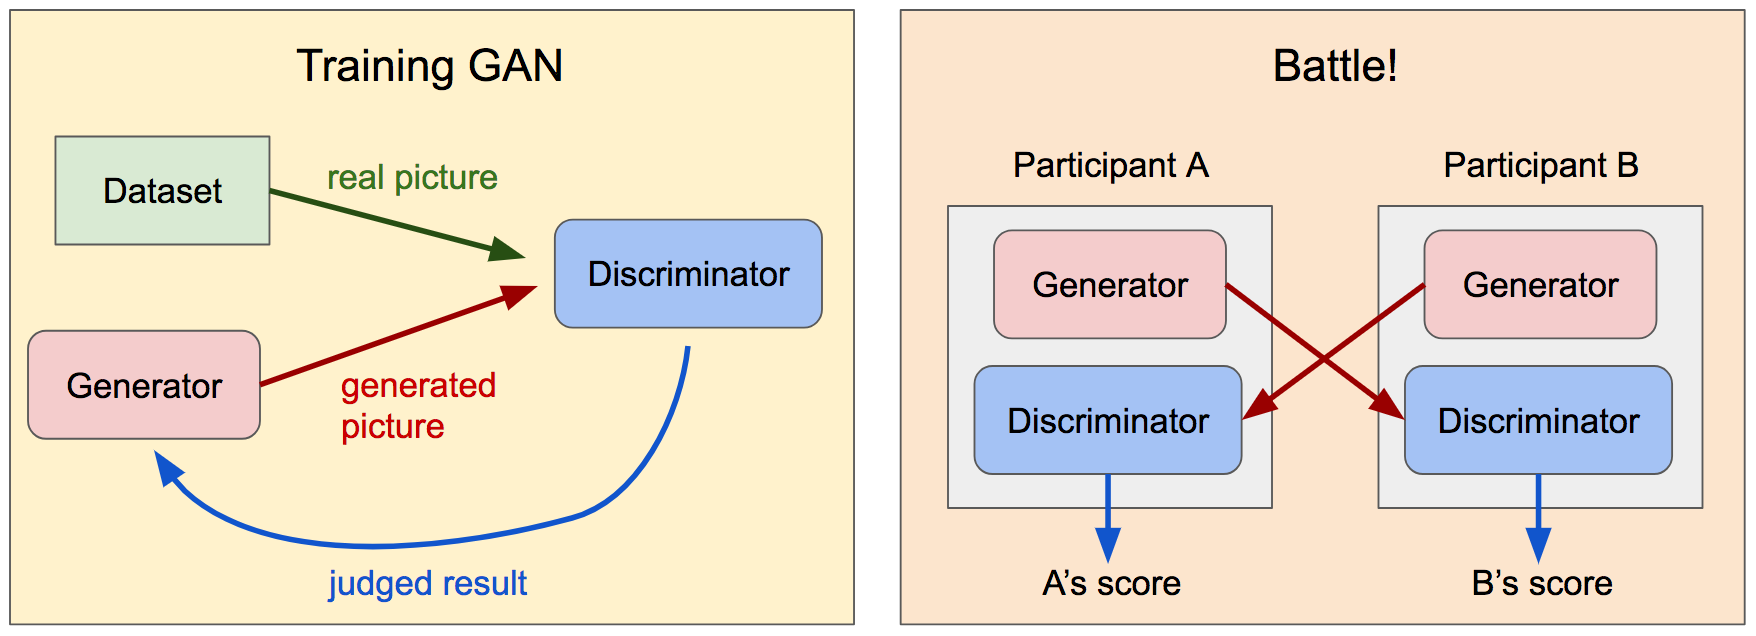 Training GAN
Dataset
real picture
Discriminator
Generator
generated
picture
judged result
Battle!
Participant A
Participant B
Generator
Generator
Discriminator
Discriminator
A’s score
B’s score